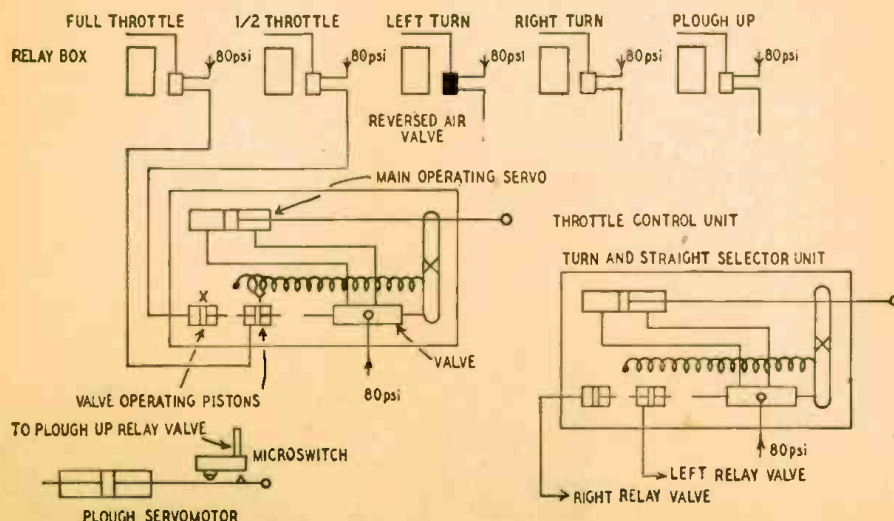 FULL THROTTLE
1/2 THROTTLE
LEFT TURN
RIGHT TURN
PLOUGH UP
RELAY BOX
80psi
80psi
80psi
80psi
80psi
REVERSED AIR
VALVE
MAIN OPERATING SERVO
THROTTLE CONTROL UNIT
TURN AND STRAIGHT SELECTOR UNIT
X
VALVE
VALVE OPERATING PISTONS
80psi
TO PLOUGH UP RELAY VALVE
MICROSWITCH
80psi
LEFT RELAY VALVE
RIGHT RELAY VALVE
PLOUGH SERVOMOTOR